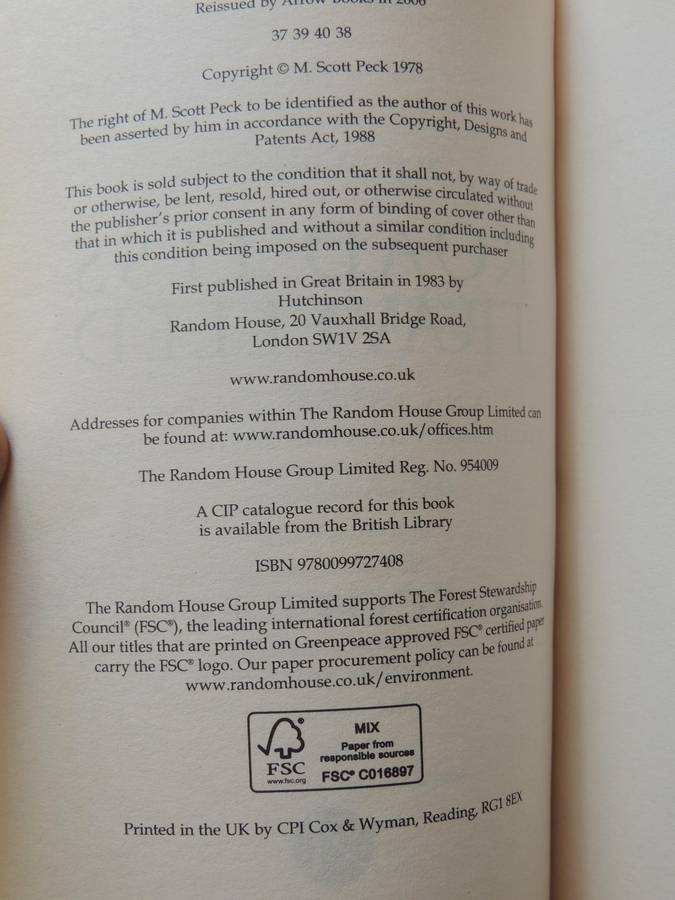 Reissued by Arrow Books in 2006
37 39 40 38
Copyright © M. Scott Peck 1978
The right of M. Scott Peck to be identified as the author of this work has
been asserted by him in accordance with the Copyright, Designs and
Patents Act, 1988
This book is sold subject to the condition that it shall not, by way of trade
or otherwise, be lent, resold, hired out, or otherwise circulated without
the publisher's prior consent in any form of binding of cover other than
that in which it is published and without a similar condition including
this condition being imposed on the subsequent purchaser
First published in Great Britain in 1983 by
Hutchinson
Random House, 20 Vauxhall Bridge Road,
London SW1V 2SA
www.randomhouse.co.uk
Addresses for companies within The Random House Group Limited can
be found at: www.randomhouse.co.uk/offices.htm
The Random House Group Limited Reg. No. 954009
A CIP catalogue record for this book
is available from the British Library
ISBN 9780099727408
The Random House Group Limited supports The Forest Stewardship
Council® (FSC®), the leading international forest certification organisation.
All our titles that are printed on Greenpeace approved FSC® certified paper
carry the FSC® logo. Our paper procurement policy can be found at
www.randomhouse.co.uk/environment.
FSC
www.fsc.org
MIX
Paper from
responsible sources
FSC® C016897
Printed in the UK by CPI Cox & Wyman, Reading, RG1 8EX